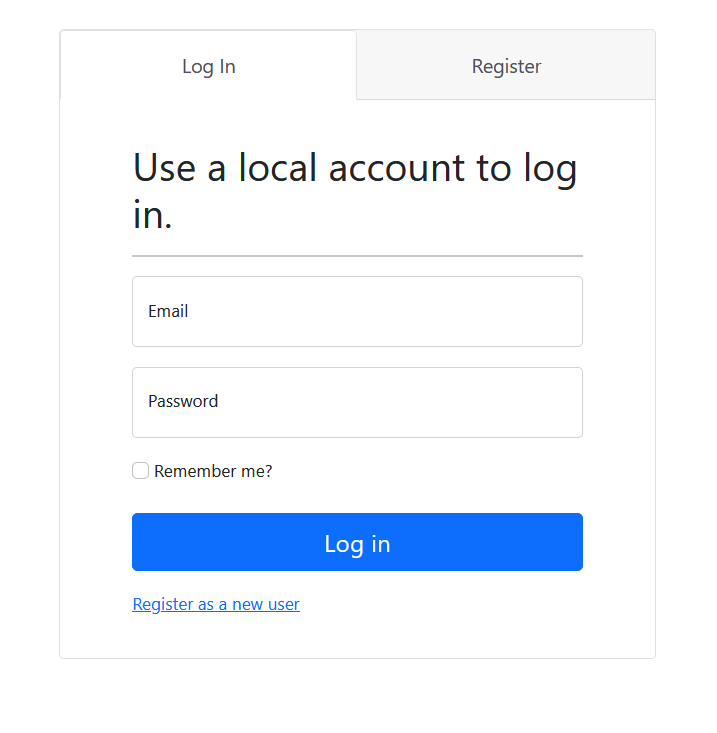 Log In
Register
Use a local account to log
in.
Email
Password
Remember me?
Log in
Register as a new user